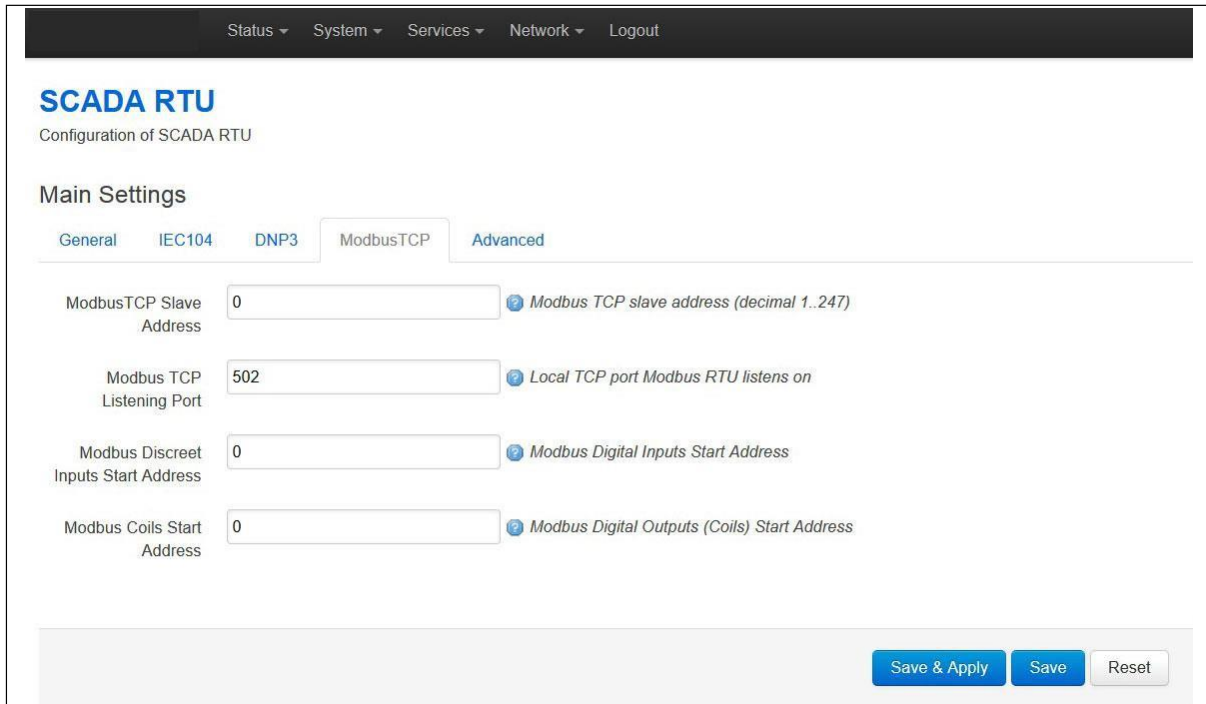 Status System Services Network Logout
SCADA RTU
Configuration of SCADA RTU
Main Settings
General IEC104 DNP3 ModbusTCP Advanced
ModbusTCP Slave
Address
0
Modbus TCP slave address (decimal 1..247)
Modbus TCP
Listening Port
502
Local TCP port Modbus RTU listens on
Modbus Discreet
Inputs Start Address
0
Modbus Digital Inputs Start Address
Modbus Coils Start
Address
0
Modbus Digital Outputs (Coils) Start Address
Save & Apply Save Reset